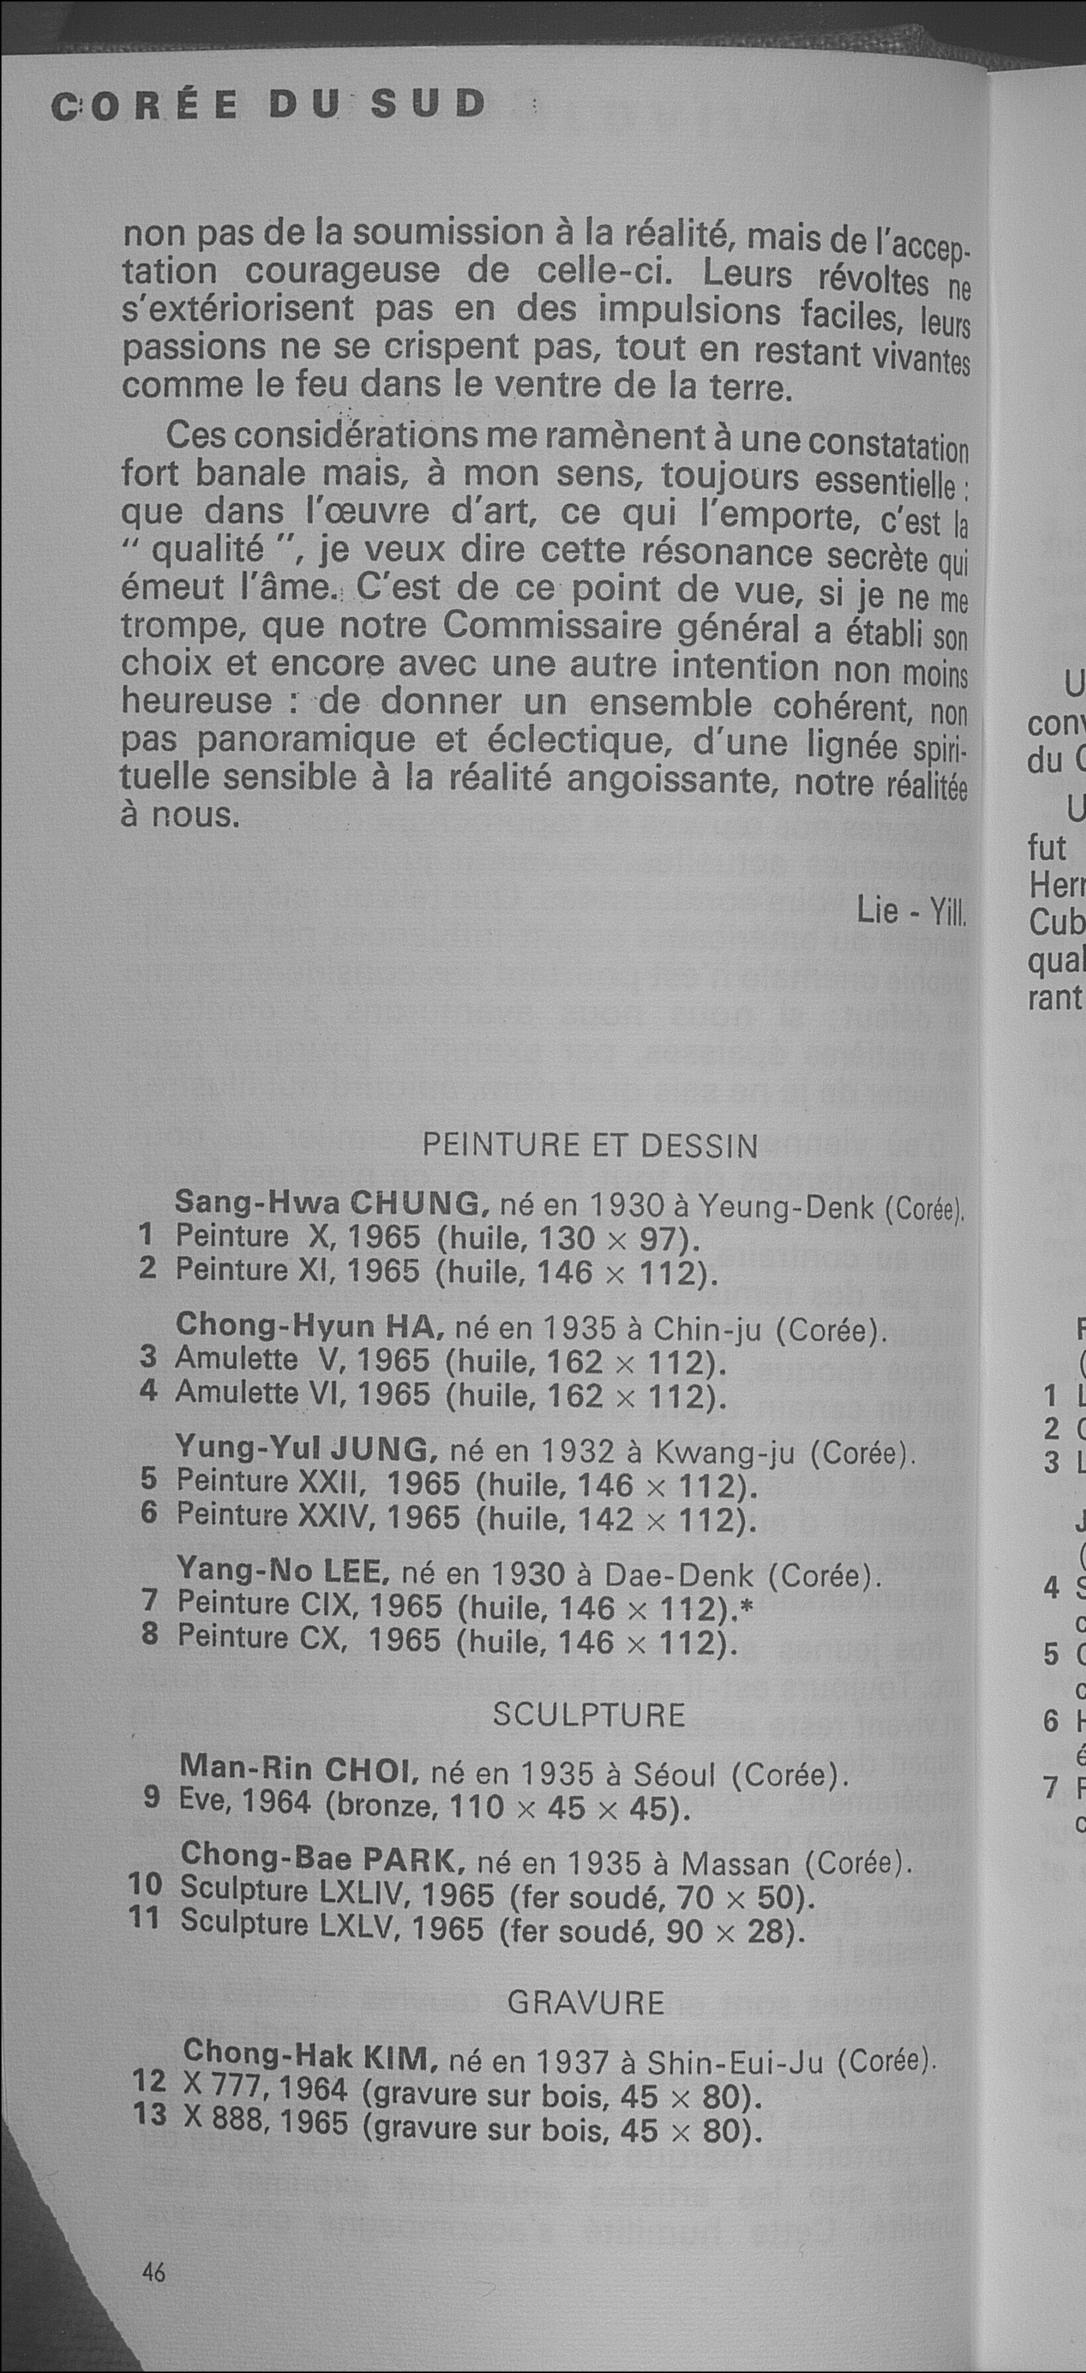 CORÉE DU SUD
non pas de la soumission à la réalité, mais de l'accep-
tation courageuse de celle-ci. Leurs révoltes ne
s'extériorisent pas en des impulsions faciles, leurs
passions ne se crispent pas, tout en restant vivantes
comme le feu dans le ventre de la terre.
Ces considérations me ramènent à une constatation
fort banale mais, à mon sens, toujours essentielle :
que dans l'œuvre d'art, ce qui l'emporte, c'est la
“ qualité ”, je veux dire cette résonance secrète qui
émeut l'âme. C'est de ce point de vue, si je ne me
trompe, que notre Commissaire général a établi son
choix et encore avec une autre intention non moins
heureuse : de donner un ensemble cohérent, non
pas panoramique et éclectique, d'une lignée spiri-
tuelle sensible à la réalité angoissante, notre réalitée
à nous.
Lie - Yill.
PEINTURE ET DESSIN
Sang-Hwa CHUNG, né en 1930 à Yeung-Denk (Corée).
1 Peinture X, 1965 (huile, 130 × 97).
2 Peinture XI, 1965 (huile, 146 × 112).
Chong-Hyun HA, né en 1935 à Chin-ju (Corée).
3 Amulette V, 1965 (huile, 162 × 112).
4 Amulette VI, 1965 (huile, 162 × 112).
Yung-Yul JUNG, né en 1932 à Kwang-ju (Corée).
5 Peinture XXII, 1965 (huile, 146 × 112).
6 Peinture XXIV, 1965 (huile, 142 × 112).
Yang-No LEE, né en 1930 à Dae-Denk (Corée).
7 Peinture CIX, 1965 (huile, 146 × 112).*
8 Peinture CX, 1965 (huile, 146 × 112).
SCULPTURE
Man-Rin CHOI, né en 1935 à Séoul (Corée).
9 Eve, 1964 (bronze, 110 × 45 × 45).
Chong-Bae PARK, né en 1935 à Massan (Corée).
10 Sculpture LXLIV, 1965 (fer soudé, 70 × 50).
11 Sculpture LXLV, 1965 (fer soudé, 90 × 28).
GRAVURE
Chong-Hak KIM, né en 1937 à Shin-Eui-Ju (Corée).
12 X 777, 1964 (gravure sur bois, 45 × 80).
13 X 888, 1965 (gravure sur bois, 45 × 80).
46
du
fut
rant
1
2
3
4
5
6
7